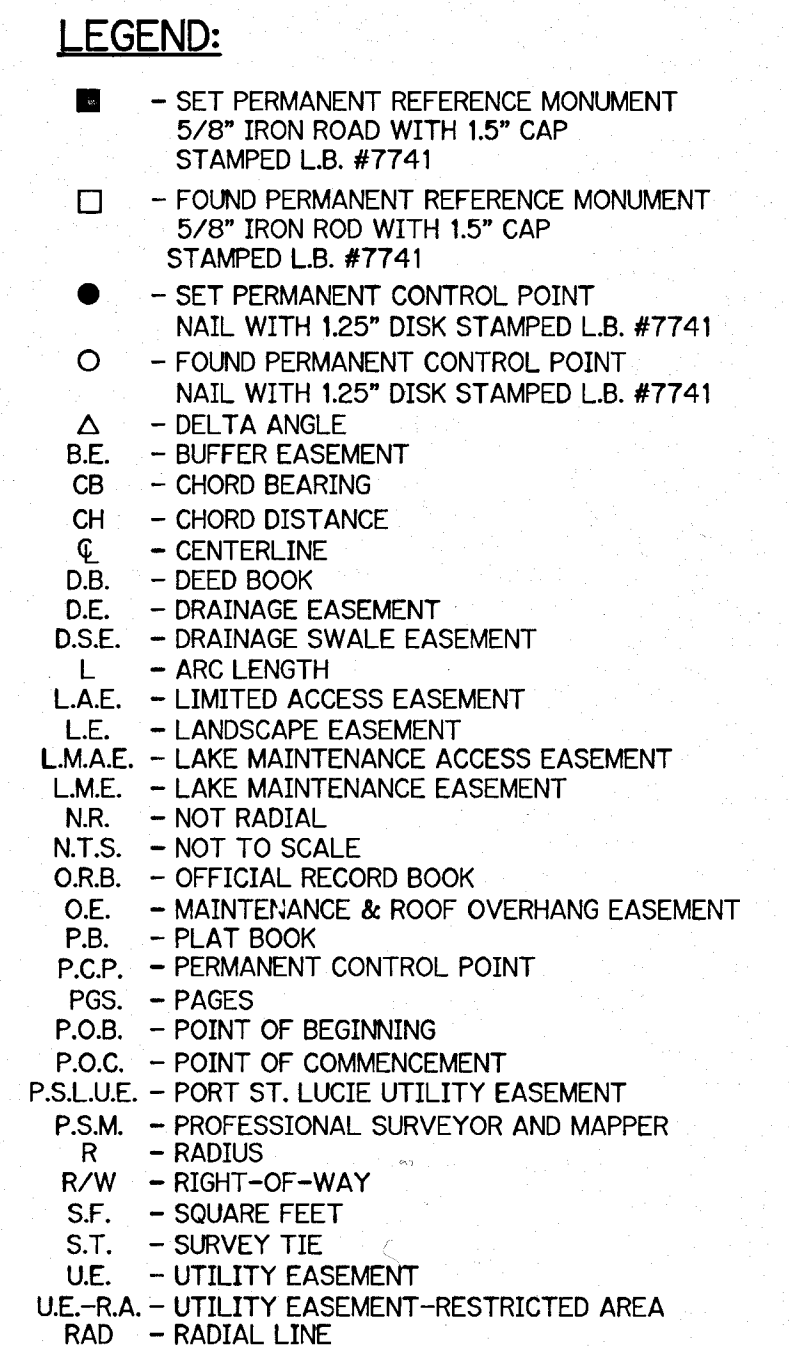 LEGEND:
■ – SET PERMANENT REFERENCE MONUMENT
5/8" IRON ROAD WITH 1.5" CAP
STAMPED L.B. #7741
□ – FOUND PERMANENT REFERENCE MONUMENT
5/8" IRON ROD WITH 1.5" CAP
STAMPED L.B. #7741
● – SET PERMANENT CONTROL POINT
NAIL WITH 1.25" DISK STAMPED L.B. #7741
○ – FOUND PERMANENT CONTROL POINT
NAIL WITH 1.25" DISK STAMPED L.B. #7741
Δ – DELTA ANGLE
B.E. – BUFFER EASEMENT
CB – CHORD BEARING
CH – CHORD DISTANCE
℄ – CENTERLINE
D.B. – DEED BOOK
D.E. – DRAINAGE EASEMENT
D.S.E. – DRAINAGE SWALE EASEMENT
L – ARC LENGTH
L.A.E. – LIMITED ACCESS EASEMENT
L.E. – LANDSCAPE EASEMENT
L.M.A.E. – LAKE MAINTENANCE ACCESS EASEMENT
L.M.E. – LAKE MAINTENANCE EASEMENT
N.R. – NOT RADIAL
N.T.S. – NOT TO SCALE
O.R.B. – OFFICIAL RECORD BOOK
O.E. – MAINTENANCE & ROOF OVERHANG EASEMENT
P.B. – PLAT BOOK
P.C.P. – PERMANENT CONTROL POINT
PGS. – PAGES
P.O.B. – POINT OF BEGINNING
P.O.C. – POINT OF COMMENCEMENT
P.S.L.U.E. – PORT ST. LUCIE UTILITY EASEMENT
P.S.M. – PROFESSIONAL SURVEYOR AND MAPPER
R – RADIUS
R/W – RIGHT-OF-WAY
S.F. – SQUARE FEET
S.T. – SURVEY TIE
U.E. – UTILITY EASEMENT
U.E.-R.A. – UTILITY EASEMENT-RESTRICTED AREA
RAD – RADIAL LINE